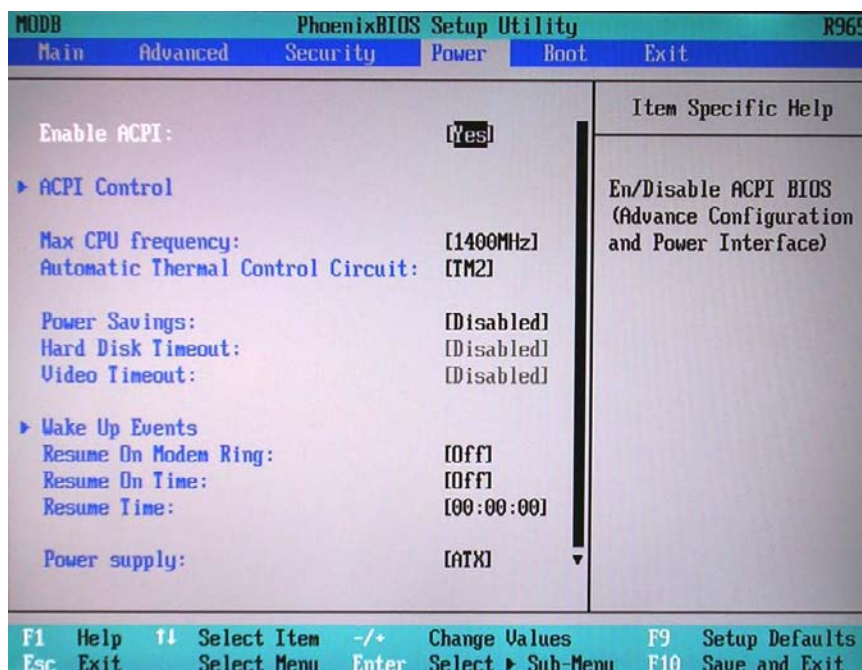 MODB PhoenixBIOS Setup Utility R965
Main Advanced Security Power Boot Exit
Item Specific Help
Enable ACPI: [Yes]
▶ ACPI Control
En/Disable ACPI BIOS
(Advance Configuration
and Power Interface)
Max CPU frequency: [1400MHz]
Automatic Thermal Control Circuit: [TM2]
Power Savings: [Disabled]
Hard Disk Timeout: [Disabled]
Video Timeout: [Disabled]
▶ Wake Up Events
Resume On Modem Ring: [Off]
Resume On Time: [Off]
Resume Time: [00:00:00]
Power supply: [ATX]
F1 Help ↑↓ Select Item -/+ Change Values F9 Setup Defaults
Esc Exit Select Menu Enter Select ▶ Sub-Menu F10 Save and Exit